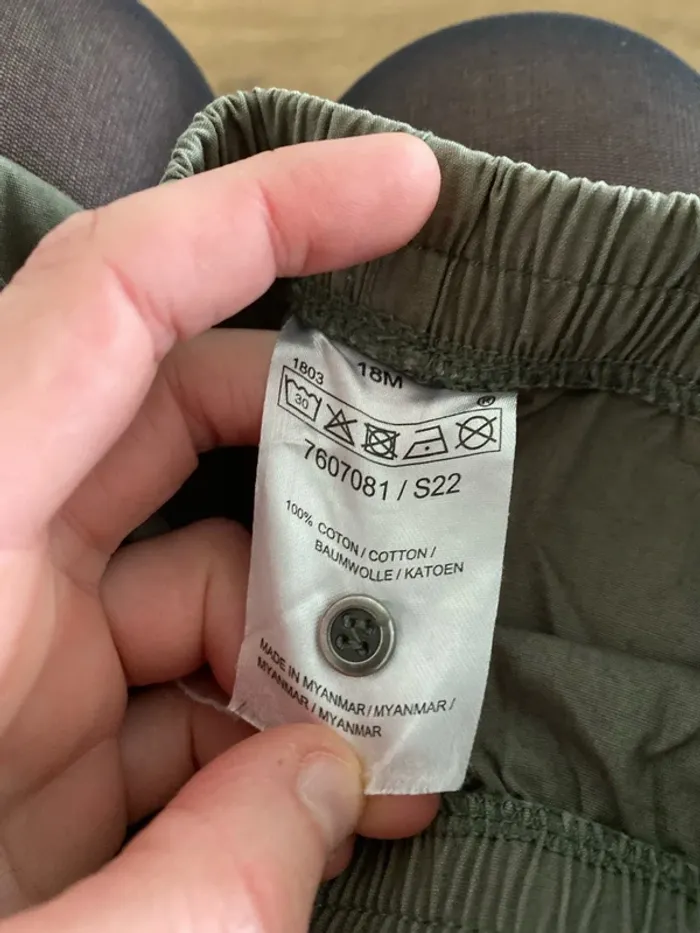 1803 18M
30 ®
7607081 / S22
100% COTON / COTTON /
BAUMWOLLE / KATOEN
MADE IN MYANMAR / MYANMAR /
MYANMAR / MYANMAR